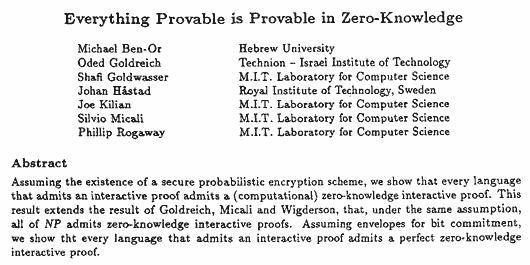 Everything Provable is Provable in Zero-Knowledge
Michael Ben-Or Hebrew University
Oded Goldreich Technion – Israel Institute of Technology
Shafi Goldwasser M.I.T. Laboratory for Computer Science
Johan Håstad Royal Institute of Technology, Sweden
Joe Kilian M.I.T. Laboratory for Computer Science
Silvio Micali M.I.T. Laboratory for Computer Science
Phillip Rogaway M.I.T. Laboratory for Computer Science
Abstract
Assuming the existence of a secure probabilistic encryption scheme, we show that every language
that admits an interactive proof admits a (computational) zero-knowledge interactive proof. This
result extends the result of Goldreich, Micali and Wigderson, that, under the same assumption,
all of NP admits zero-knowledge interactive proofs. Assuming envelopes for bit commitment,
we show tht every language that admits an interactive proof admits a perfect zero-knowledge
interactive proof.